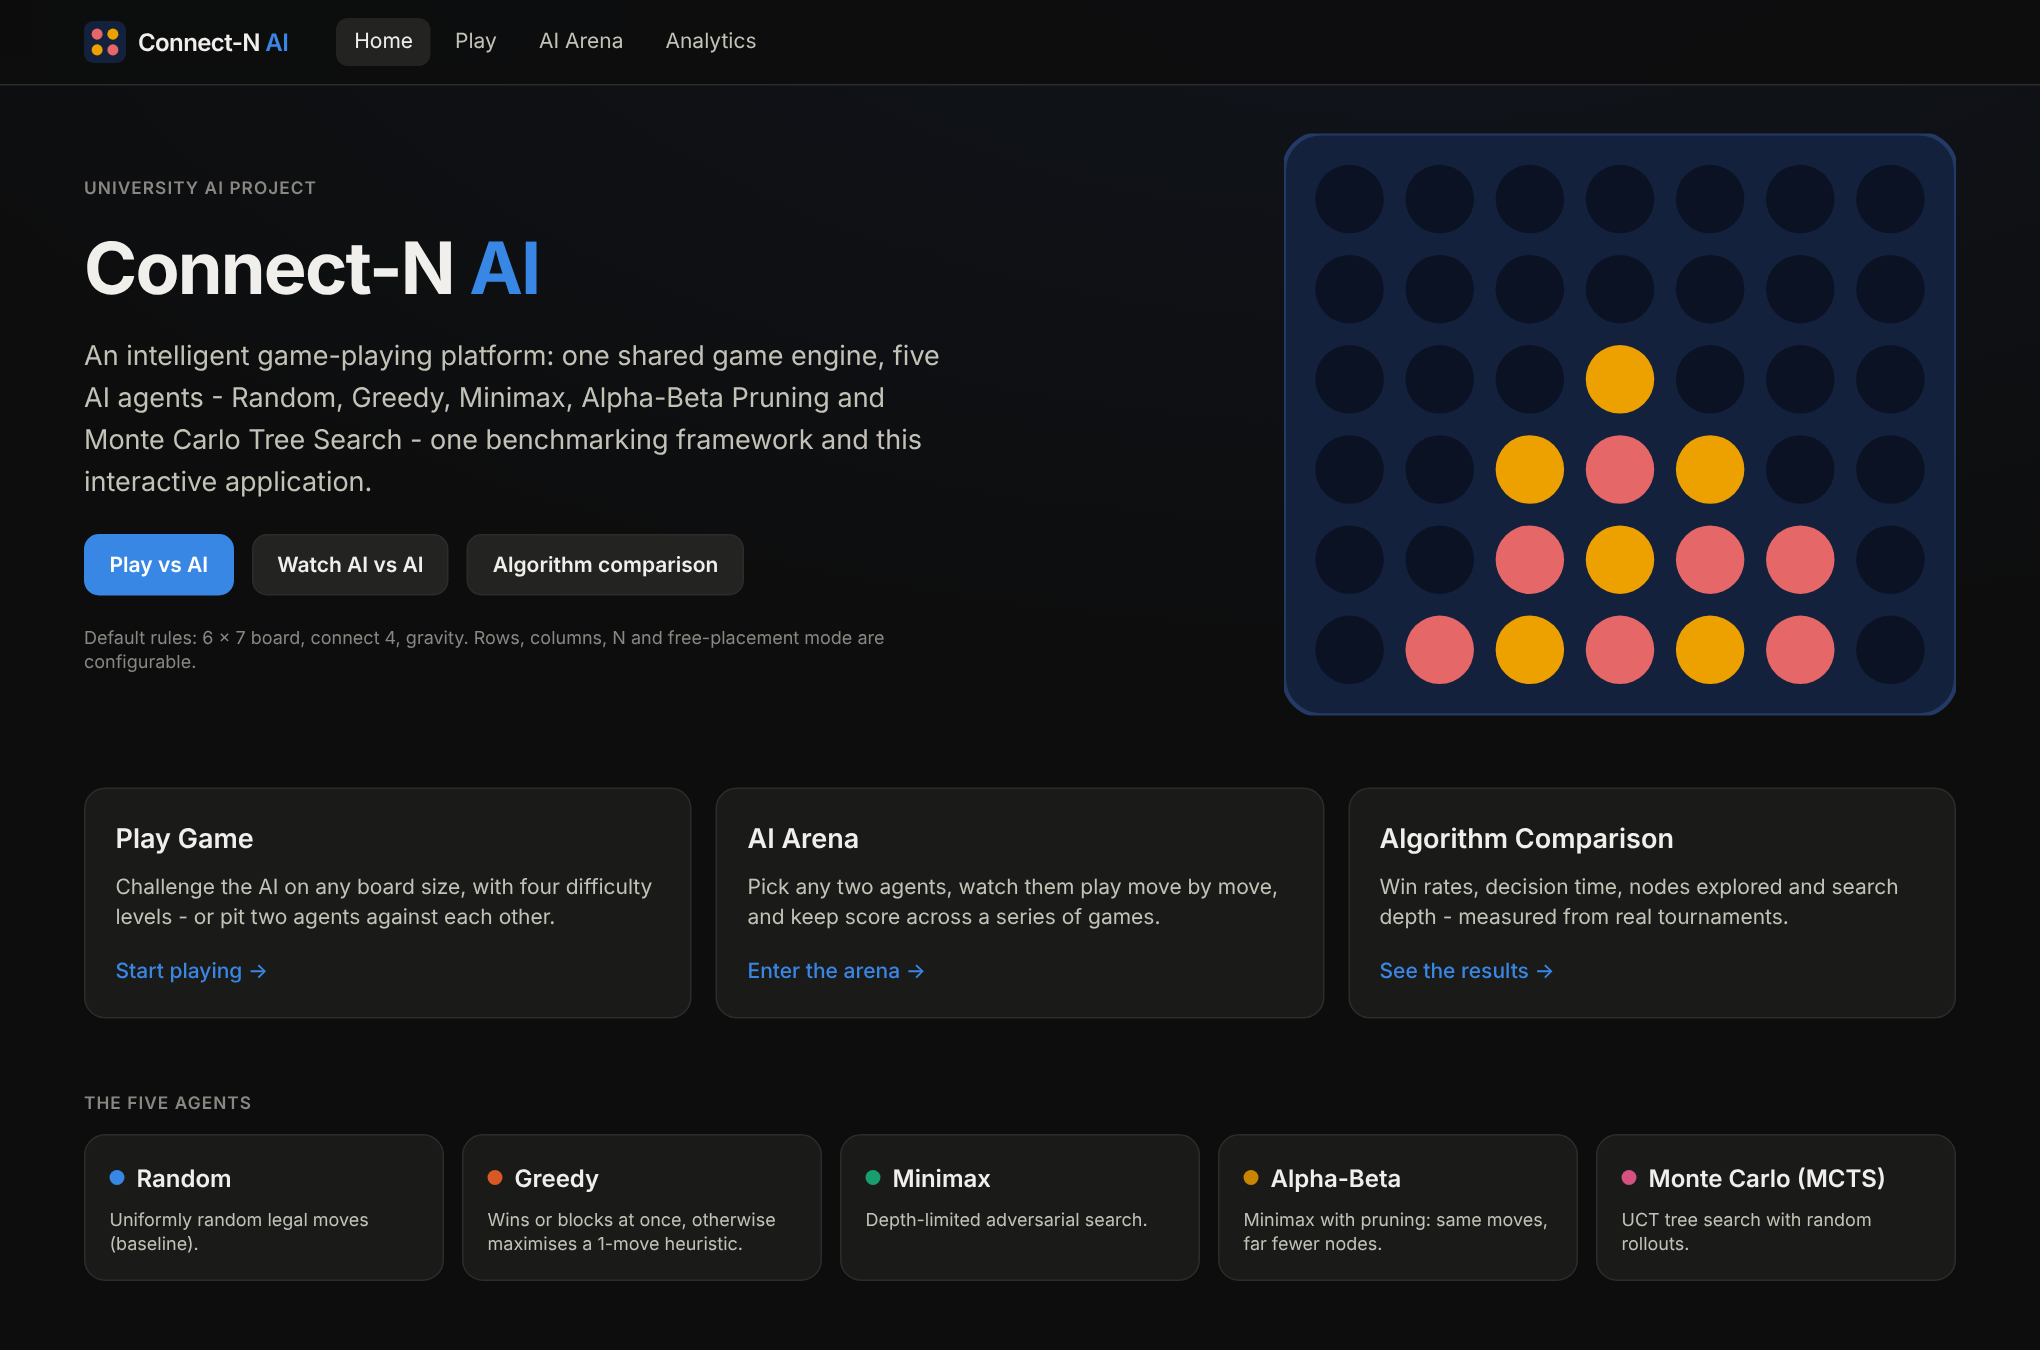 Connect-N AI
Home
Play
AI Arena
Analytics
UNIVERSITY AI PROJECT
Connect-N AI
An intelligent game-playing platform: one shared game engine, five
AI agents - Random, Greedy, Minimax, Alpha-Beta Pruning and
Monte Carlo Tree Search - one benchmarking framework and this
interactive application.
Play vs AI
Watch AI vs AI
Algorithm comparison
Default rules: 6 × 7 board, connect 4, gravity. Rows, columns, N and free-placement mode are
configurable.
Play Game
Challenge the AI on any board size, with four difficulty
levels - or pit two agents against each other.
Start playing →
AI Arena
Pick any two agents, watch them play move by move,
and keep score across a series of games.
Enter the arena →
Algorithm Comparison
Win rates, decision time, nodes explored and search
depth - measured from real tournaments.
See the results →
THE FIVE AGENTS
Random
Uniformly random legal moves
(baseline).
Greedy
Wins or blocks at once, otherwise
maximises a 1-move heuristic.
Minimax
Depth-limited adversarial search.
Alpha-Beta
Minimax with pruning: same moves,
far fewer nodes.
Monte Carlo (MCTS)
UCT tree search with random
rollouts.